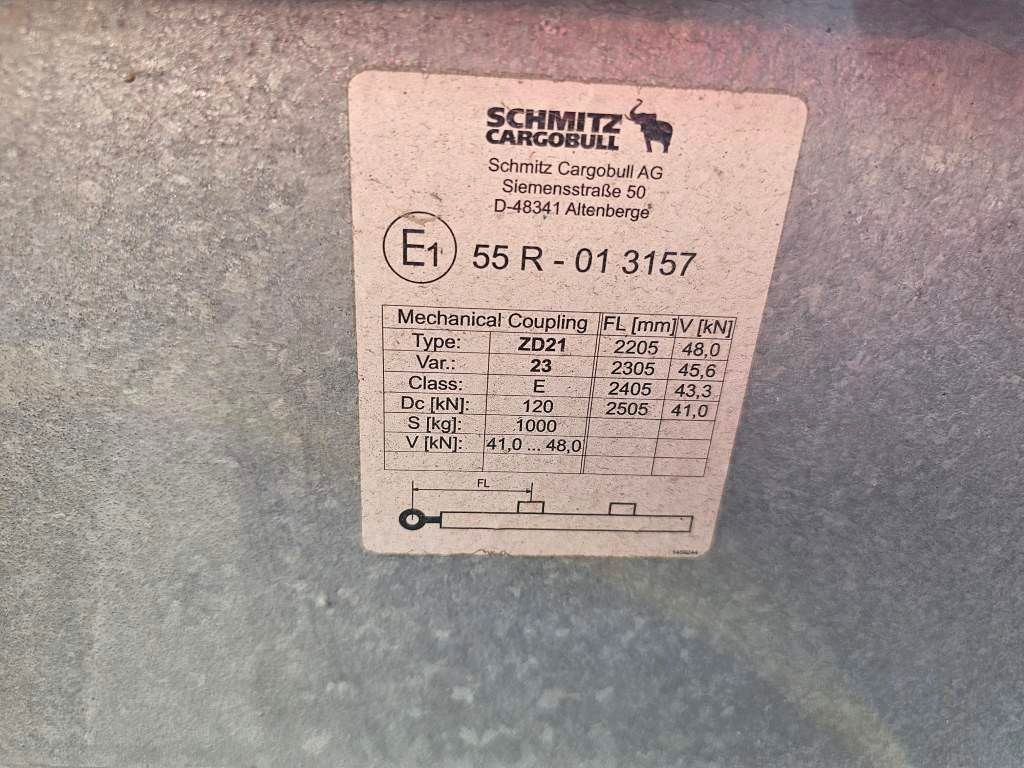 SCHMITZ
CARGOBULL
Schmitz Cargobull AG
Siemensstraße 50
D-48341 Altenberge
E1 55 R - 01 3157
Mechanical Coupling FL [mm] V [kN]
Type: ZD21 2205 48,0
Var.: 23 2305 45,6
Class: E 2405 43,3
Dc [kN]: 120 2505 41,0
S [kg]: 1000
V [kN]: 41,0 ... 48,0
FL